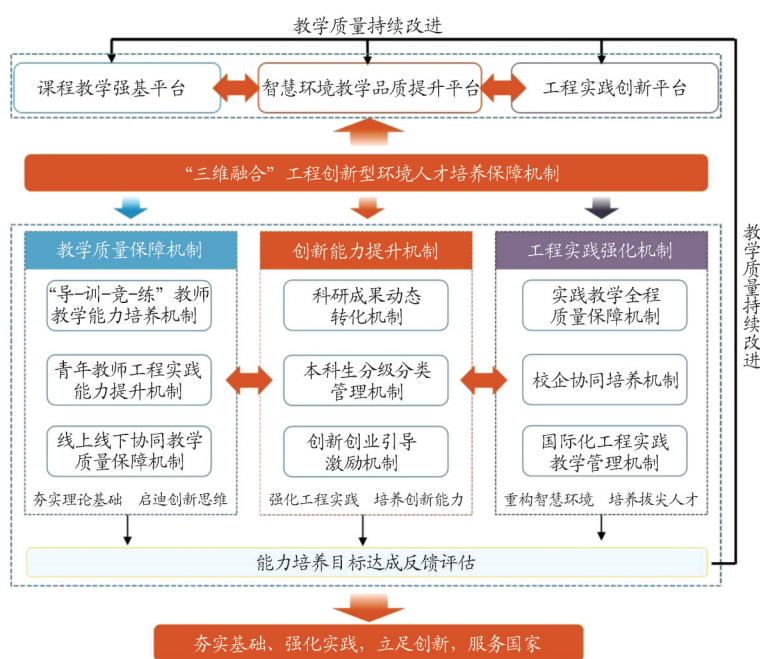 教学质量持续改进
课程教学强基平台
智慧环境教学品质提升平台
工程实践创新平台
“三维融合”工程创新型环境人才培养保障机制
教学质量保障机制
“导-训-竞-练”教师
教学能力培养机制
青年教师工程实践
能力提升机制
线上线下协同教学
质量保障机制
夯实理论基础 启迪创新思维
创新能力提升机制
科研成果动态
转化机制
本科生分级分类
管理机制
创新创业引导
激励机制
强化工程实践 培养创新能力
工程实践强化机制
实践教学全程
质量保障机制
校企协同培养机制
国际化工程实践
教学管理机制
重构智慧环境 培养拔尖人才
教学质量持续改进
能力培养目标达成反馈评估
夯实基础、强化实践，立足创新，服务国家